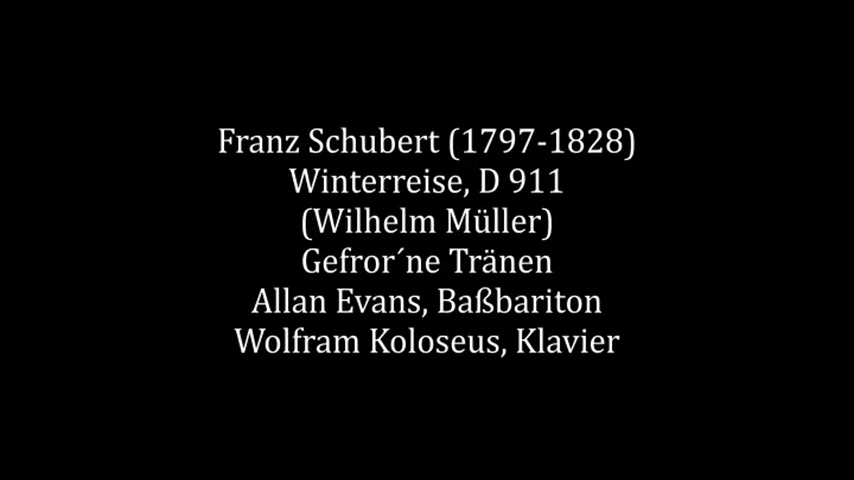 Franz Schubert (1797-1828)
Winterreise, D 911
(Wilhelm Müller)
Gefror´ne Tränen
Allan Evans, Baßbariton
Wolfram Koloseus, Klavier